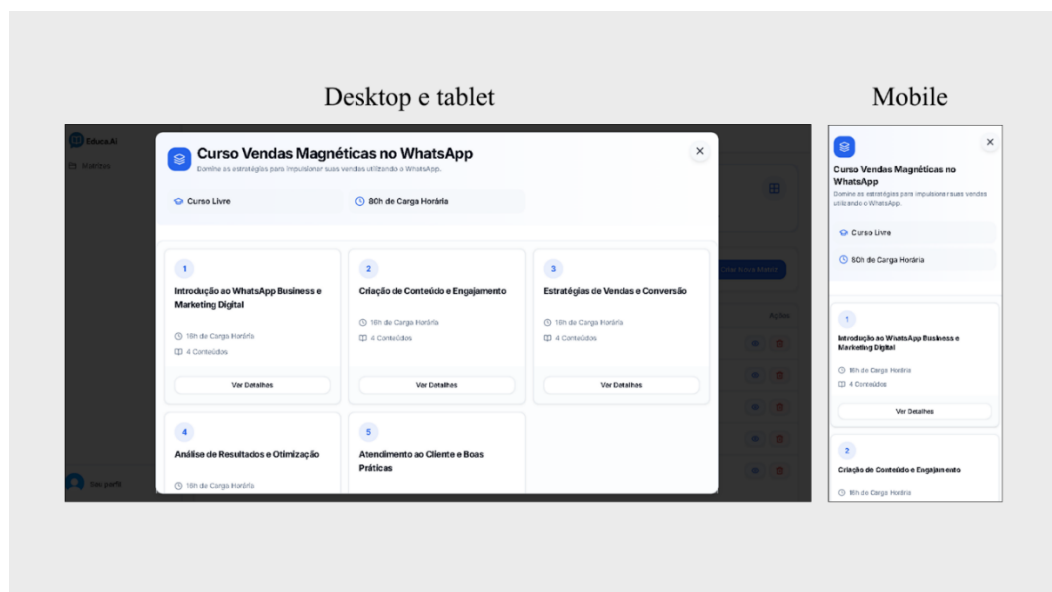 Desktop e tablet
Mobile
Educa.AI
Matrizes
Curso Vendas Magnéticas no WhatsApp
Domine as estratégias para impulsionar suas vendas utilizando o WhatsApp.
Curso Livre
80h de Carga Horária
1
Introdução ao WhatsApp Business e
Marketing Digital
16h de Carga Horária
4 Conteúdos
Ver Detalhes
2
Criação de Conteúdo e Engajamento
16h de Carga Horária
4 Conteúdos
Ver Detalhes
3
Estratégias de Vendas e Conversão
16h de Carga Horária
4 Conteúdos
Ver Detalhes
4
Análise de Resultados e Otimização
16h de Carga Horária
5
Atendimento ao Cliente e Boas
Práticas
Criar Nova Matriz
Ações
Seu perfil
Curso Vendas Magnéticas no
WhatsApp
Domine as estratégias para impulsionar suas vendas
utilizando o WhatsApp.
Curso Livre
80h de Carga Horária
1
Introdução ao WhatsApp Business e
Marketing Digital
16h de Carga Horária
4 Conteúdos
Ver Detalhes
2
Criação de Conteúdo e Engajamento
16h de Carga Horária